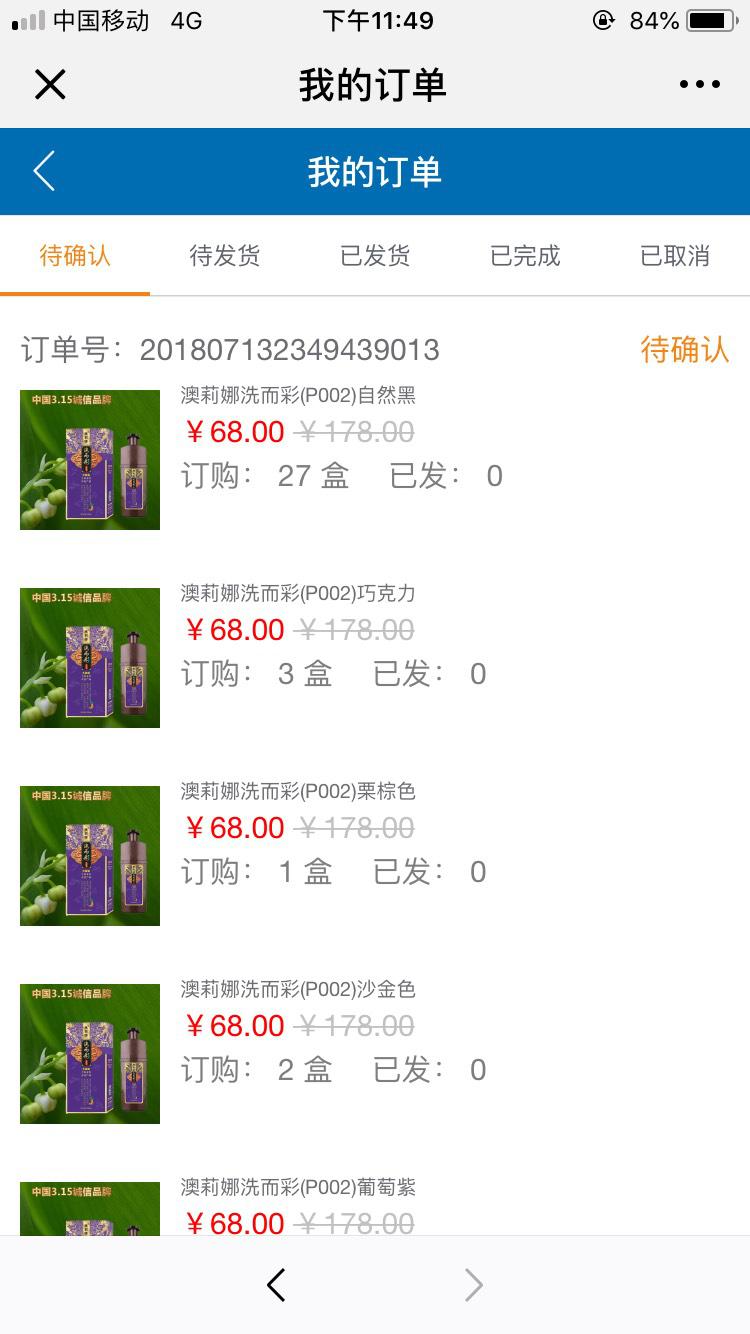 中国移动 4G 下午11:49 84%
我的订单
我的订单
待确认 待发货 已发货 已完成 已取消
订单号：201807132349439013 待确认
中国3.15诚信品牌
澳莉娜洗而彩(P002)自然黑
￥68.00 ￥178.00
订购： 27 盒 已发： 0
中国3.15诚信品牌
澳莉娜洗而彩(P002)巧克力
￥68.00 ￥178.00
订购： 3 盒 已发： 0
中国3.15诚信品牌
澳莉娜洗而彩(P002)栗棕色
￥68.00 ￥178.00
订购： 1 盒 已发： 0
中国3.15诚信品牌
澳莉娜洗而彩(P002)沙金色
￥68.00 ￥178.00
订购： 2 盒 已发： 0
中国3.15诚信品牌
澳莉娜洗而彩(P002)葡萄紫
￥68.00 ￥178.00